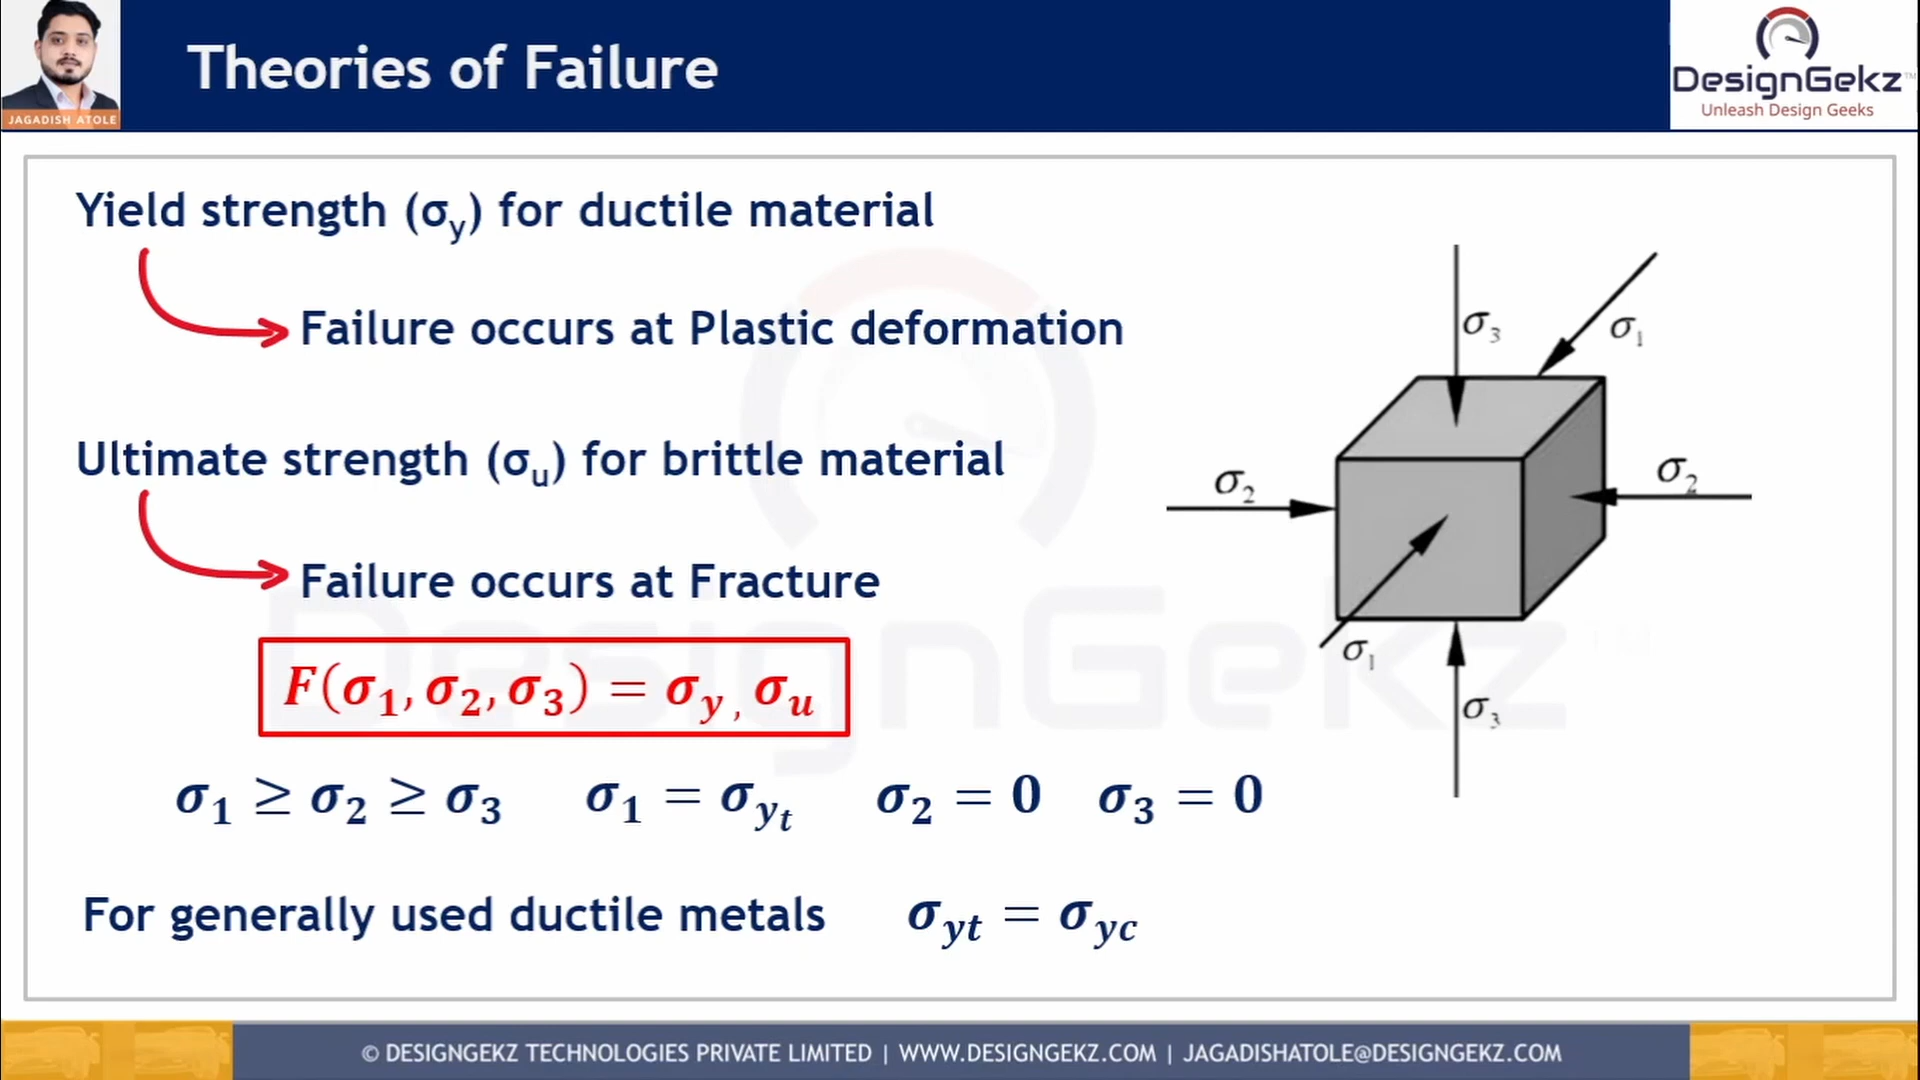 JAGADISH ATOLE
Theories of Failure
DesignGekz™
Unleash Design Geeks
Yield strength (σy) for ductile material
Failure occurs at Plastic deformation
Ultimate strength (σu) for brittle material
Failure occurs at Fracture
F(σ1, σ2, σ3) = σy , σu
σ1 ≥ σ2 ≥ σ3 σ1 = σyt σ2 = 0 σ3 = 0
For generally used ductile metals σyt = σyc
σ3
σ1
σ2
σ2
σ1
σ3
DesignGekz™
© DESIGNGEKZ TECHNOLOGIES PRIVATE LIMITED | WWW.DESIGNGEKZ.COM | JAGADISHATOLE@DESIGNGEKZ.COM